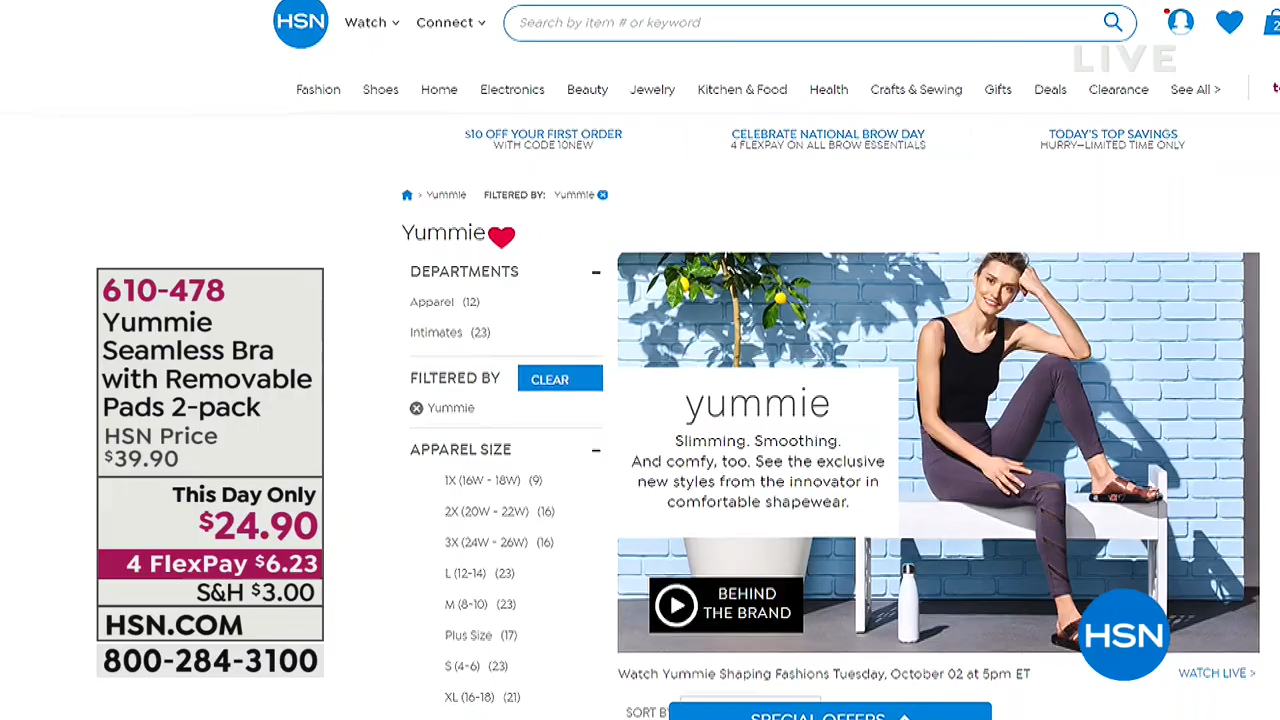 HSN
Watch
Connect
Search by item # or keyword
2
LIVE
Fashion
Shoes
Home
Electronics
Beauty
Jewelry
Kitchen & Food
Health
Crafts & Sewing
Gifts
Deals
Clearance
See All >
$10 OFF YOUR FIRST ORDER
WITH CODE 10NEW
CELEBRATE NATIONAL BROW DAY
4 FLEXPAY ON ALL BROW ESSENTIALS
TODAY'S TOP SAVINGS
HURRY—LIMITED TIME ONLY
> Yummie FILTERED BY: Yummie
Yummie
DEPARTMENTS
Apparel (12)
Intimates (23)
FILTERED BY CLEAR
Yummie
APPAREL SIZE
1X (16W - 18W) (9)
2X (20W - 22W) (16)
3X (24W - 26W) (16)
L (12-14) (23)
M (8-10) (23)
Plus Size (17)
S (4-6) (23)
XL (16-18) (21)
610-478
Yummie
Seamless Bra
with Removable
Pads 2-pack
HSN Price
$39.90
This Day Only
$24.90
4 FlexPay $6.23
S&H $3.00
HSN.COM
800-284-3100
yummie
Slimming. Smoothing.
And comfy, too. See the exclusive
new styles from the innovator in
comfortable shapewear.
BEHIND
THE BRAND
HSN
Watch Yummie Shaping Fashions Tuesday, October 02 at 5pm ET
WATCH LIVE >
SORT BY
SPECIAL OFFERS